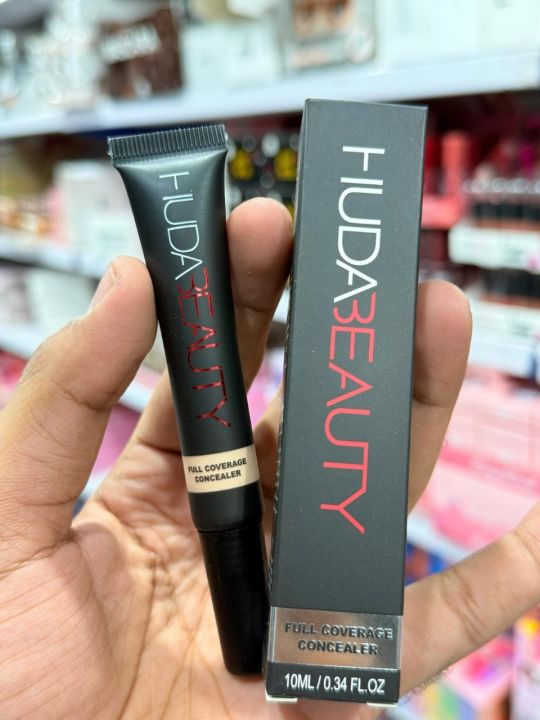 HUDABEAUTY
FULL COVERAGE
CONCEALER
HUDABEAUTY
FULL COVERAGE
CONCEALER
10ML / 0.34 FL.OZ